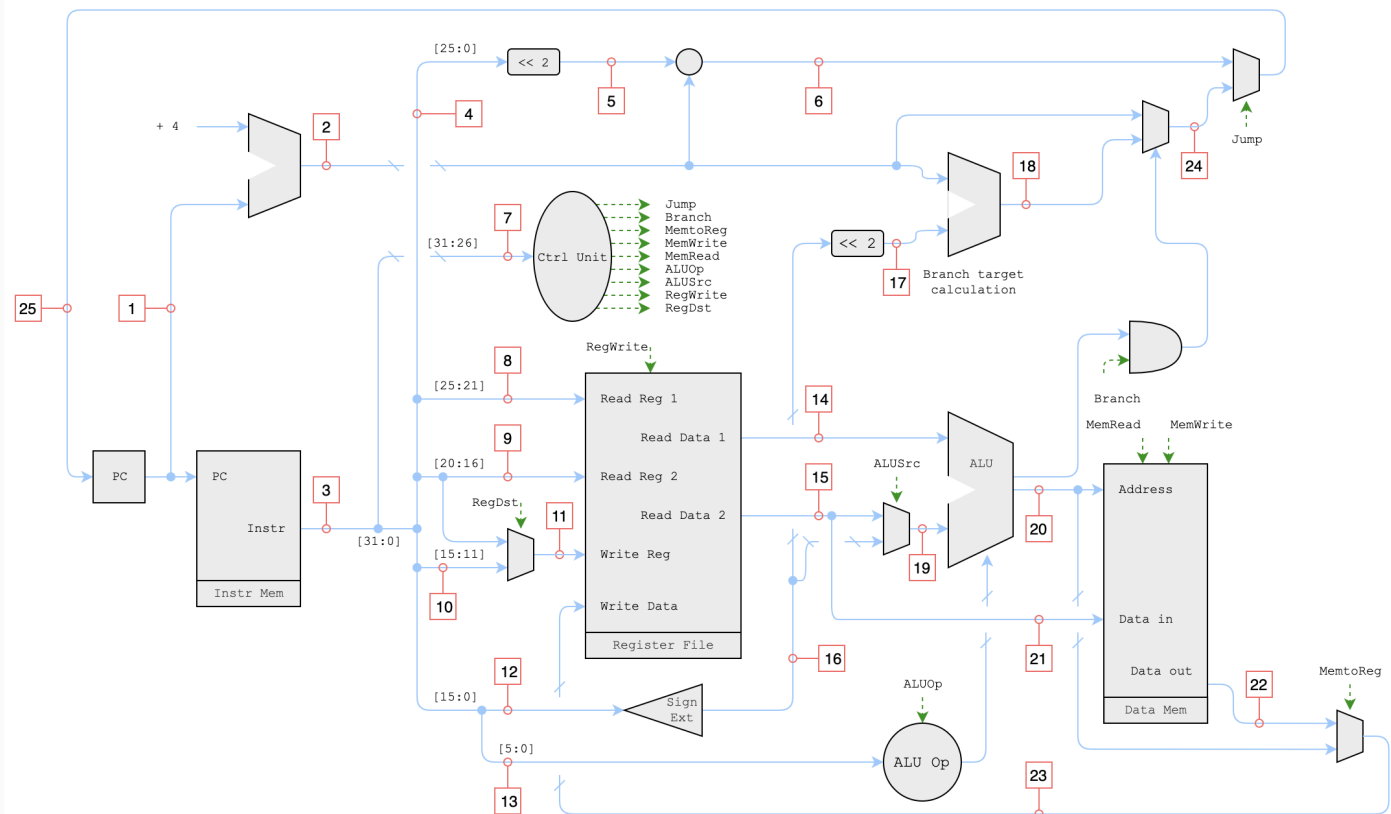 [25:0]
<< 2
5
6
4
+ 4
2
Jump
24
18
7
[31:26]
Ctrl Unit
Jump
Branch
MemtoReg
MemWrite
MemRead
ALUOp
ALUSrc
RegWrite
RegDst
<< 2
17
Branch target
calculation
25
1
RegWrite
8
[25:21]
Read Reg 1
Read Data 1
14
Branch
MemRead
MemWrite
9
[20:16]
Read Reg 2
Read Data 2
15
ALUSrc
ALU
Address
20
PC
PC
Instr
Instr Mem
3
[31:0]
RegDst
11
Write Reg
19
[15:11]
10
Write Data
Register File
Data in
21
16
Data out
Data Mem
22
MemtoReg
12
[15:0]
Sign
Ext
ALUOp
[5:0]
13
ALU Op
23